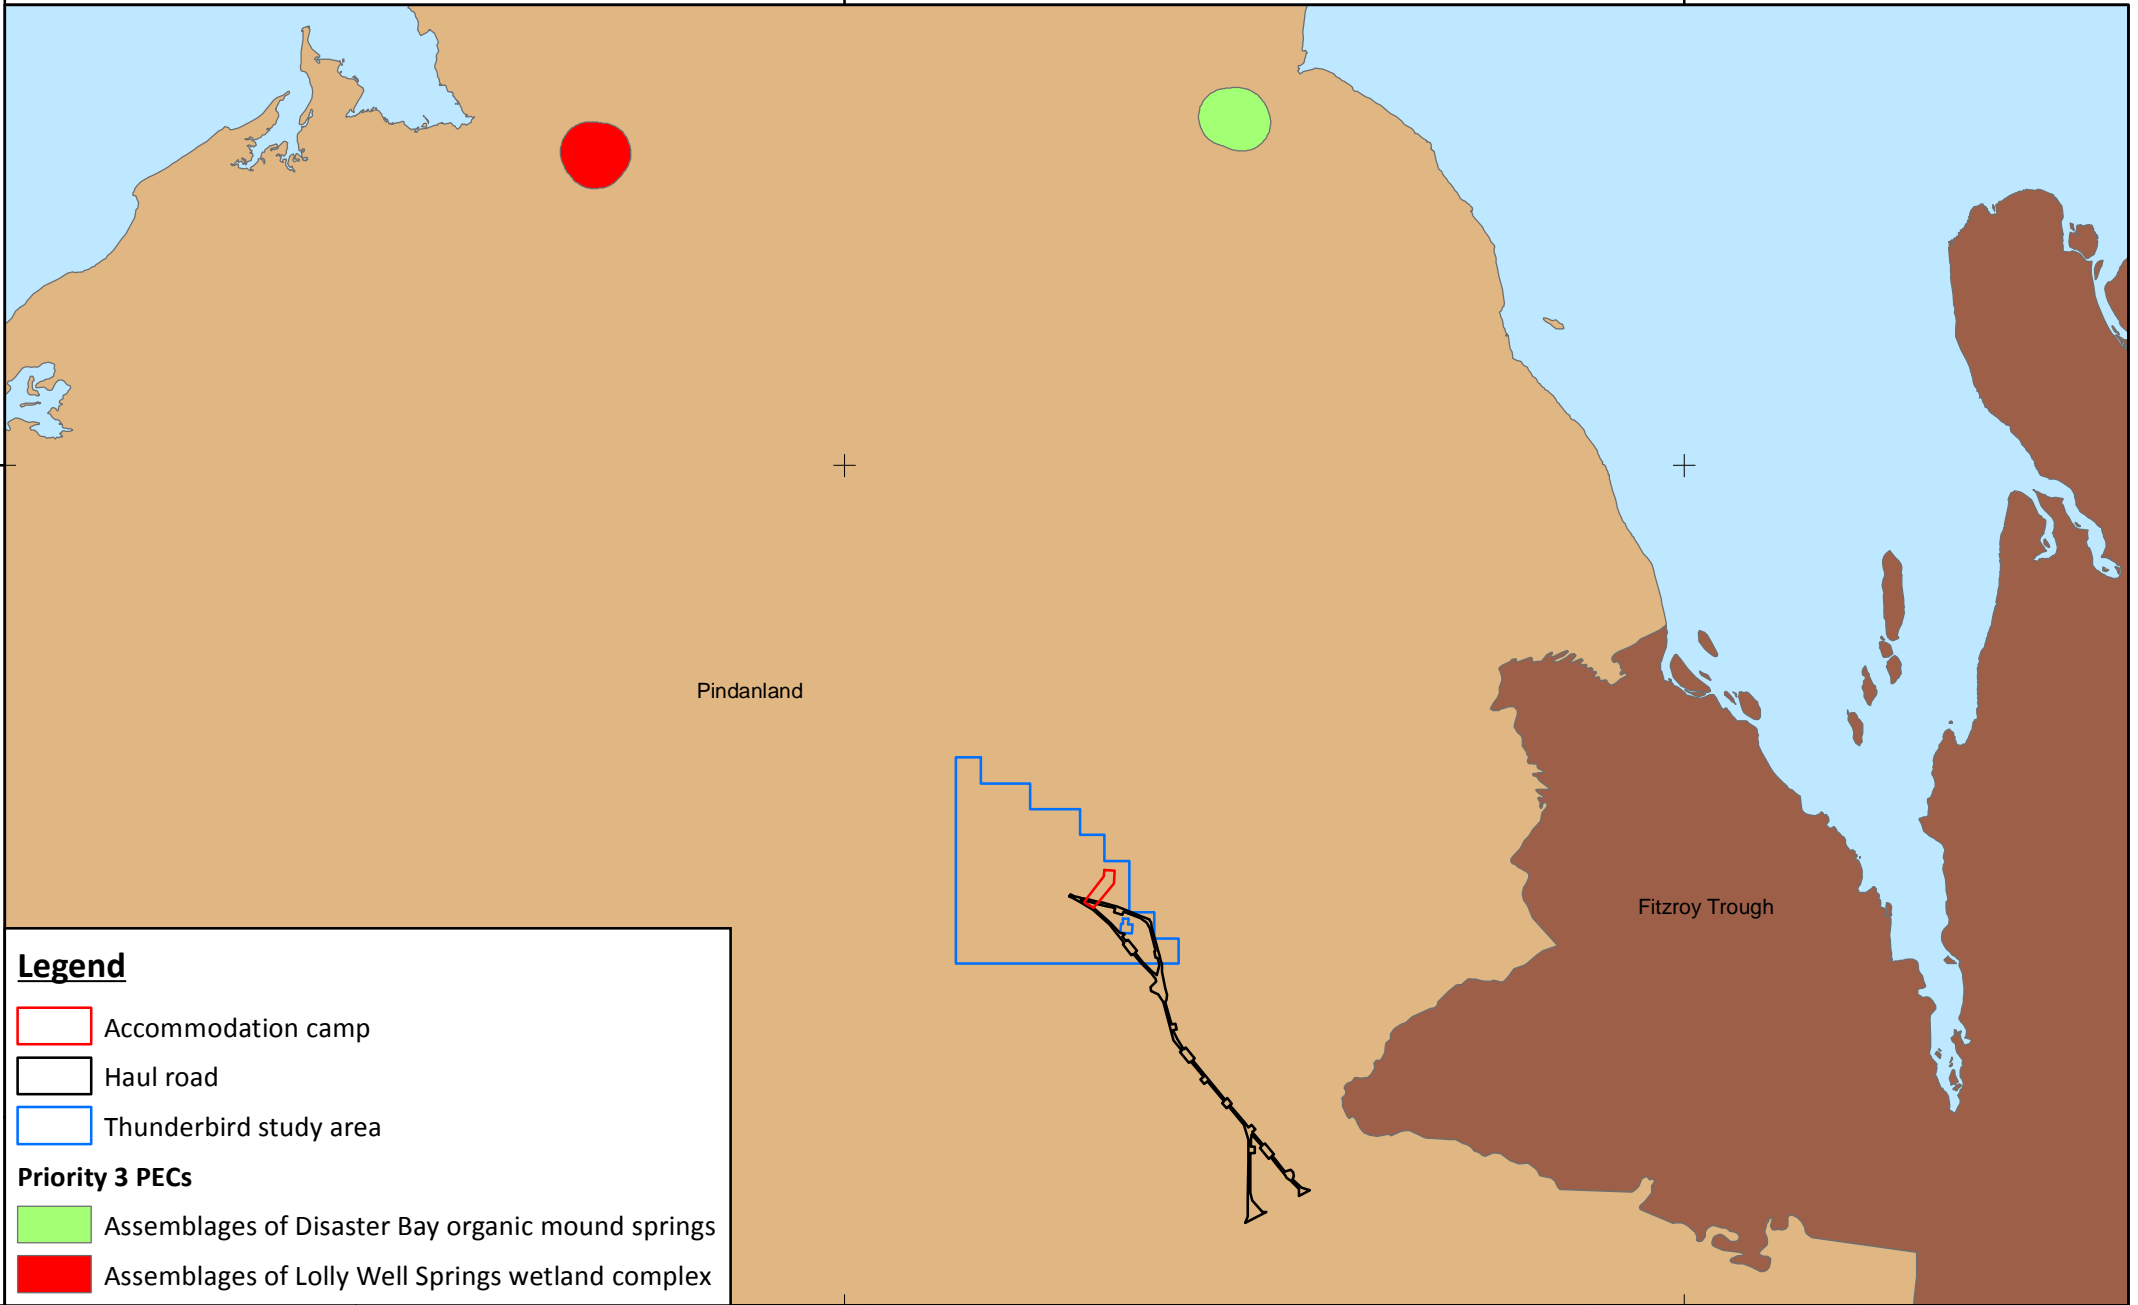 Pindanland
Fitzroy Trough
Legend
Accommodation camp
Haul road
Thunderbird study area
Priority 3 PECs
Assemblages of Disaster Bay organic mound springs
Assemblages of Lolly Well Springs wetland complex